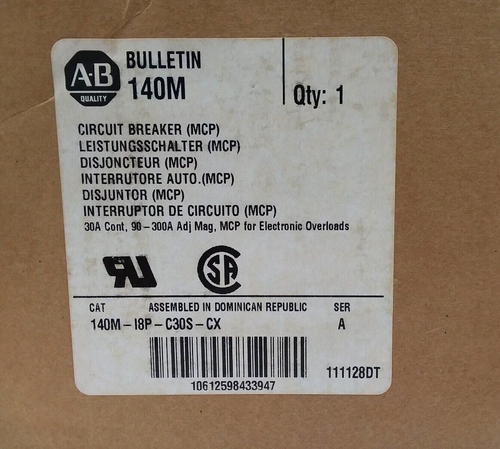 A-B
QUALITY
BULLETIN
140M
Qty: 1
CIRCUIT BREAKER (MCP)
LEISTUNGSSCHALTER (MCP)
DISJONCTEUR (MCP)
INTERRUTORE AUTO.(MCP)
DISJUNTOR (MCP)
INTERRUPTOR DE CIRCUITO (MCP)
30A Cont, 90-300A Adj Mag, MCP for Electronic Overloads
RU
SA
CAT ASSEMBLED IN DOMINICAN REPUBLIC SER
140M-I8P-C30S-CX A
111128DT
10612598433947